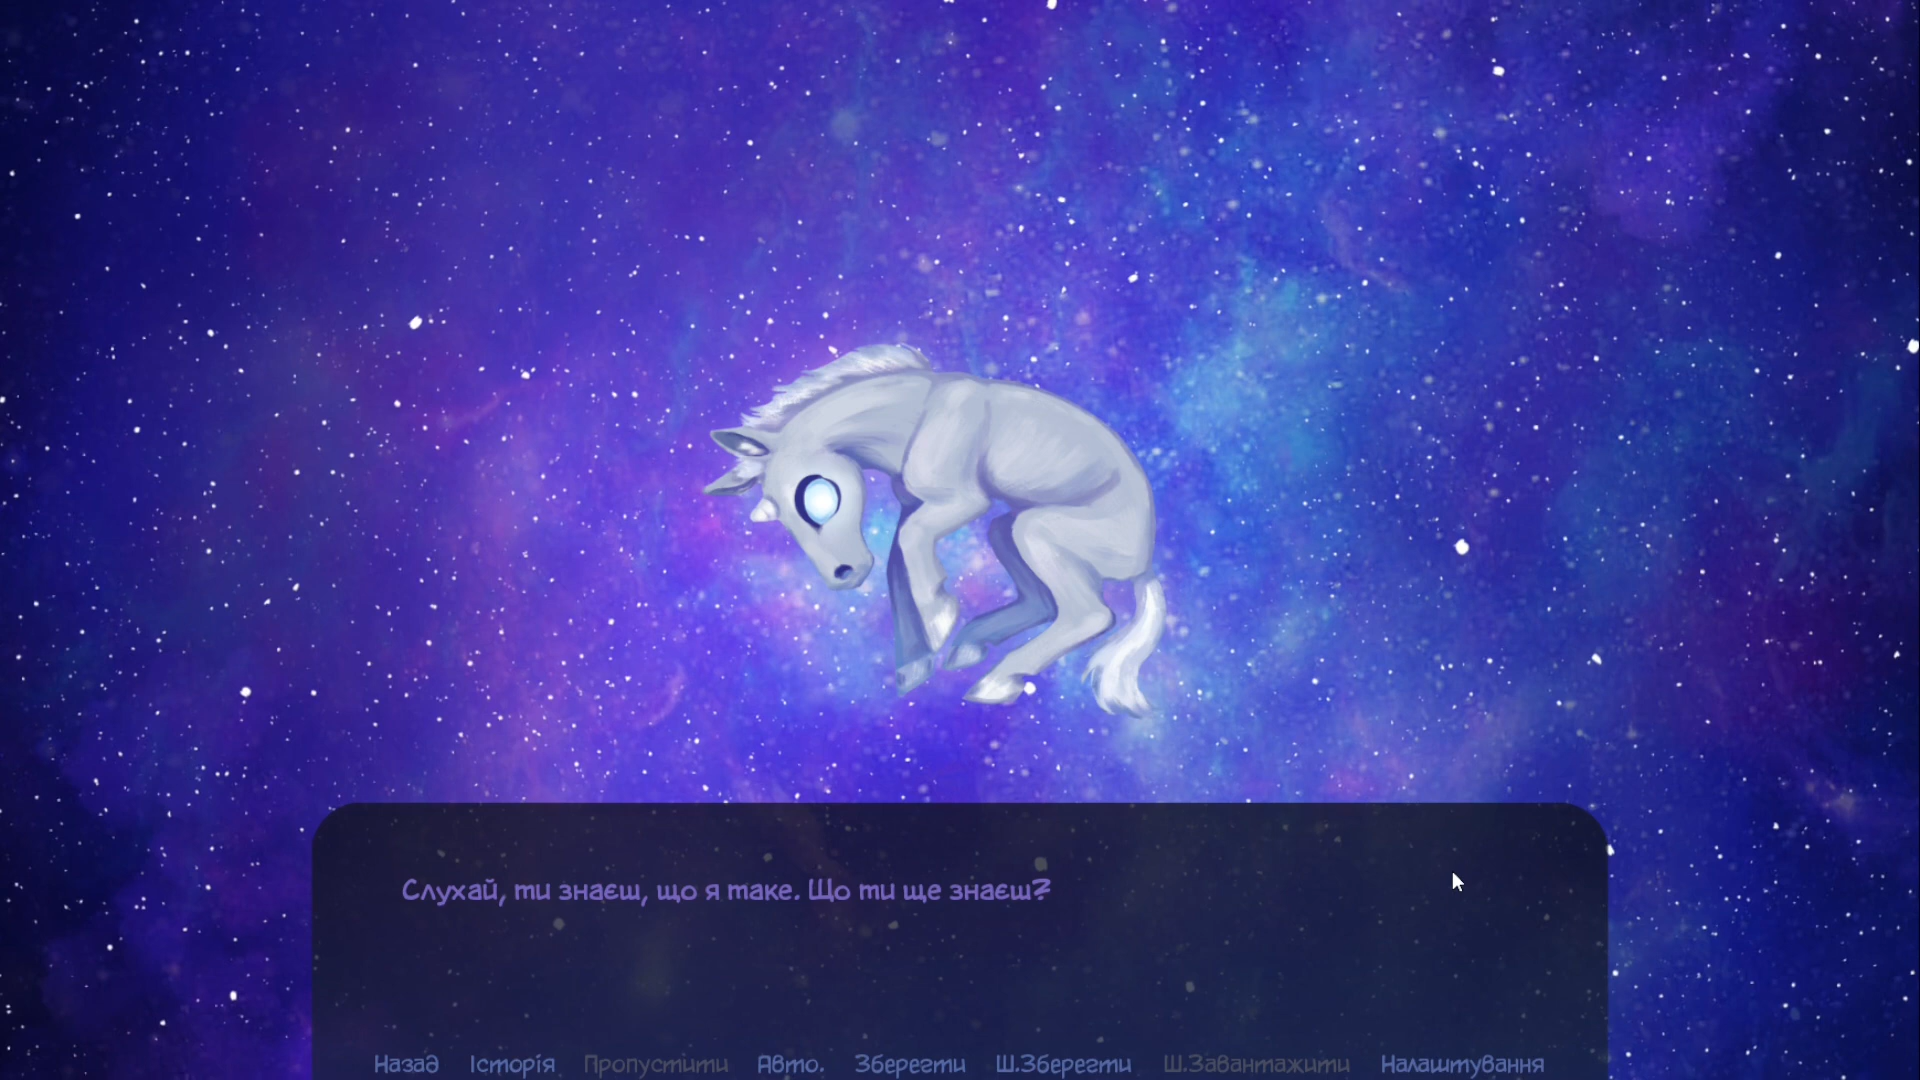 Слухай, ти знаєш, що я таке. Що ти ще знаєш?
Назад Історія Пропустити Авто. Зберегти Ш.Зберегти Ш.Завантажити Налаштування